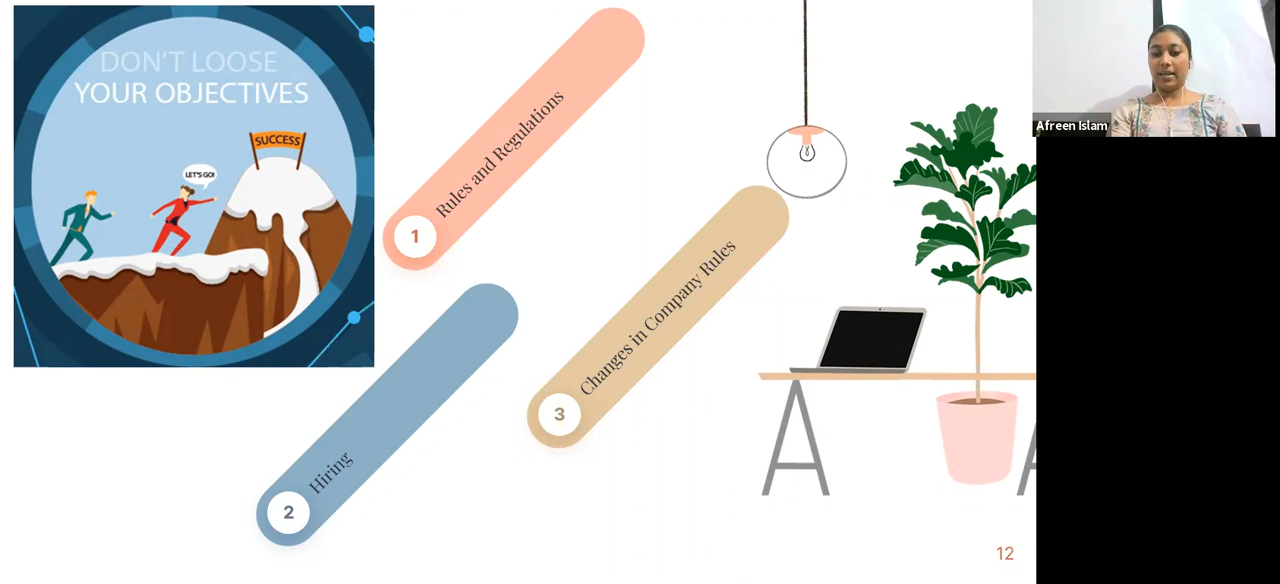 DON'T LOOSE
YOUR OBJECTIVES
SUCCESS
LET'S GO!
1
Rules and Regulations
2
Hiring
3
Changes in Company Rules
12
Afreen Islam